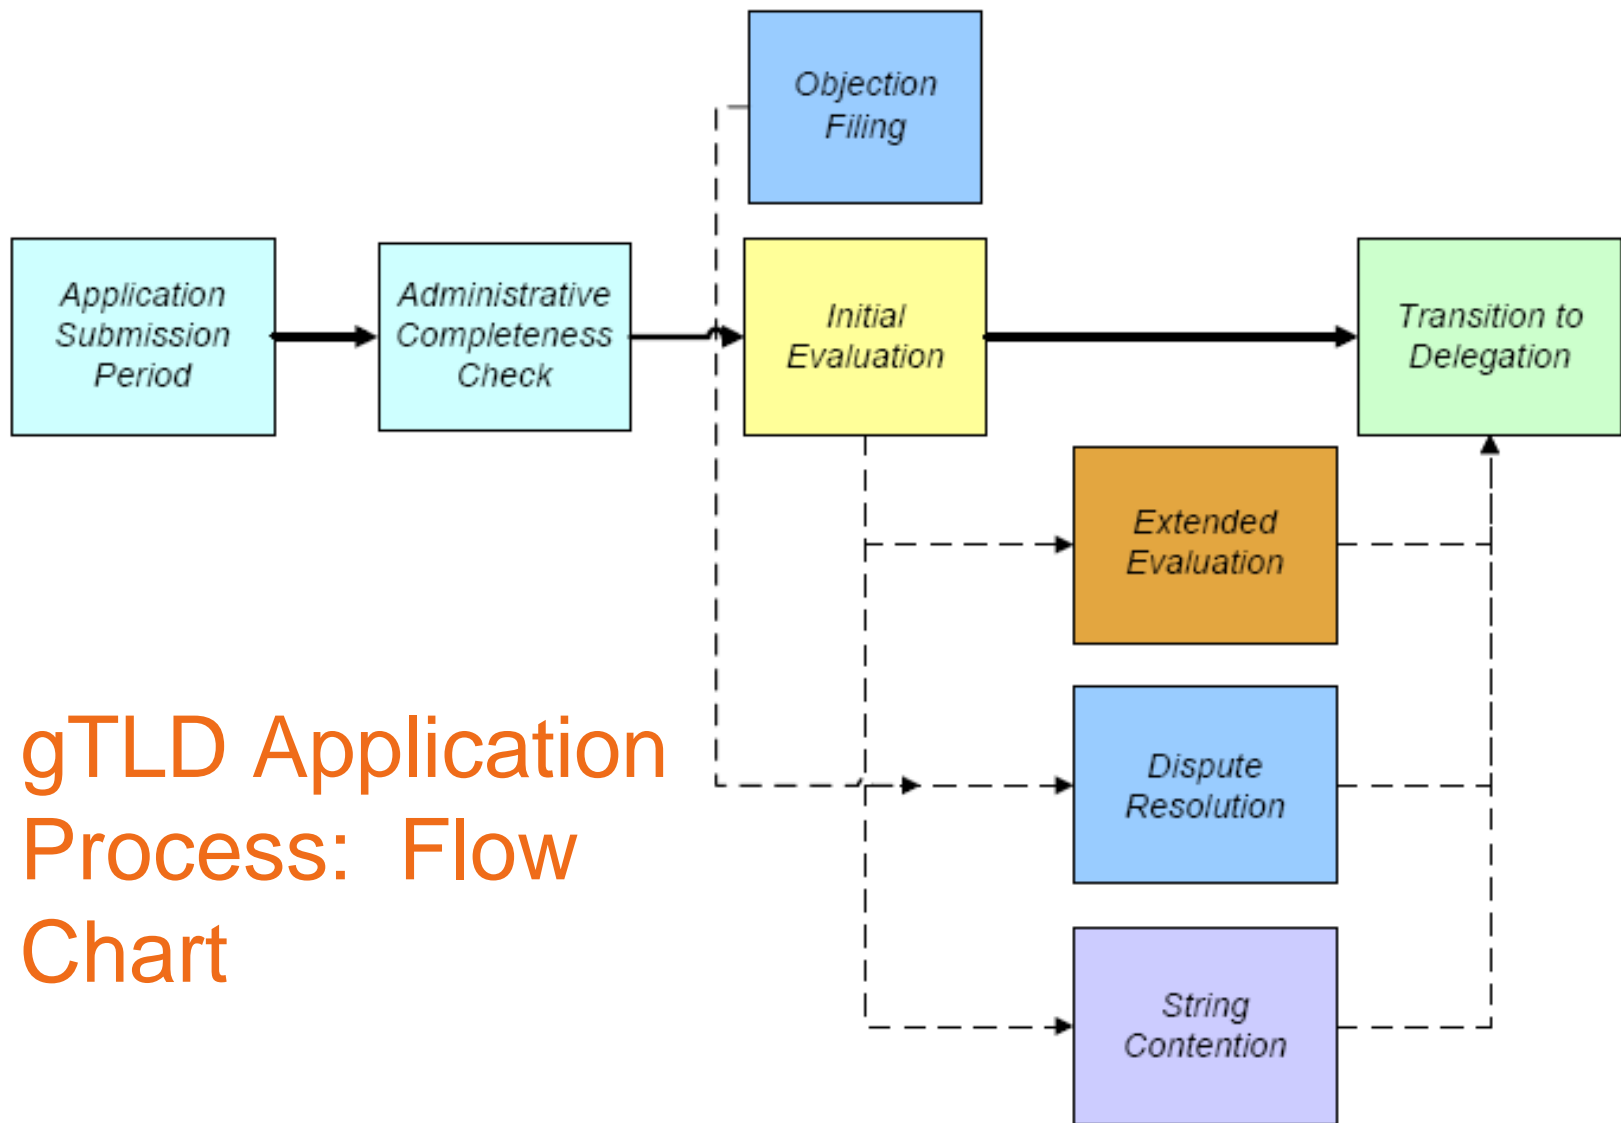 Objection
Filing
Application
Submission
Period
Administrative
Completeness
Check
Initial
Evaluation
Transition to
Delegation
Extended
Evaluation
Dispute
Resolution
String
Contention
gTLD Application
Process:  Flow
Chart